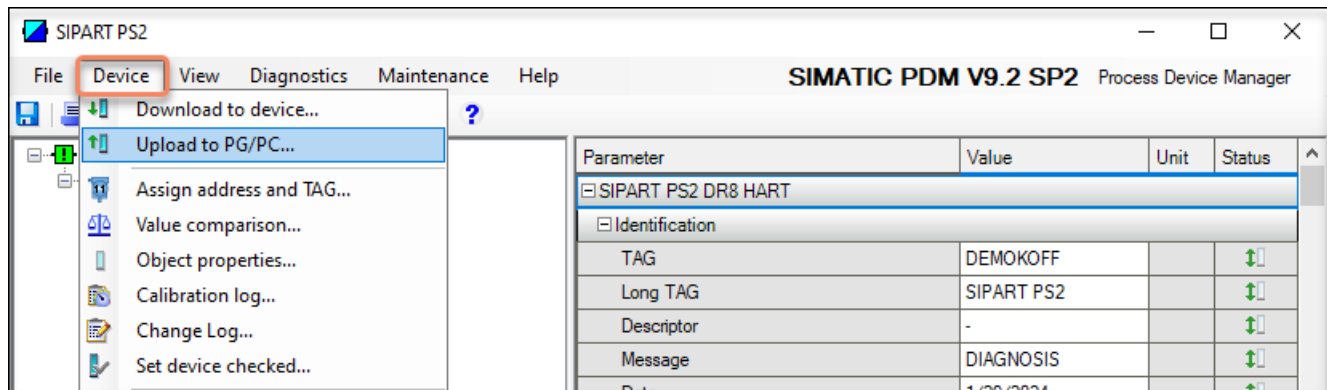 SIPART PS2
File Device View Diagnostics Maintenance Help SIMATIC PDM V9.2 SP2 Process Device Manager
Download to device...
?
Upload to PG/PC...
Assign address and TAG...
Value comparison...
Object properties...
Calibration log...
Change Log...
Set device checked...
Parameter Value Unit Status
SIPART PS2 DR8 HART
Identification
TAG DEMOKOFF
Long TAG SIPART PS2
Descriptor -
Message DIAGNOSIS